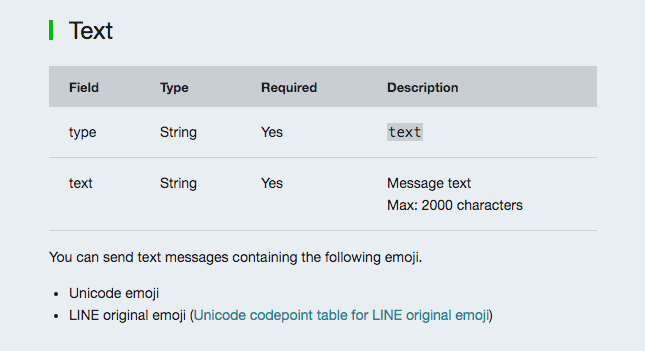 Text
Field Type Required Description
type String Yes text
text String Yes Message text
Max: 2000 characters
You can send text messages containing the following emoji.
• Unicode emoji
• LINE original emoji (Unicode codepoint table for LINE original emoji)